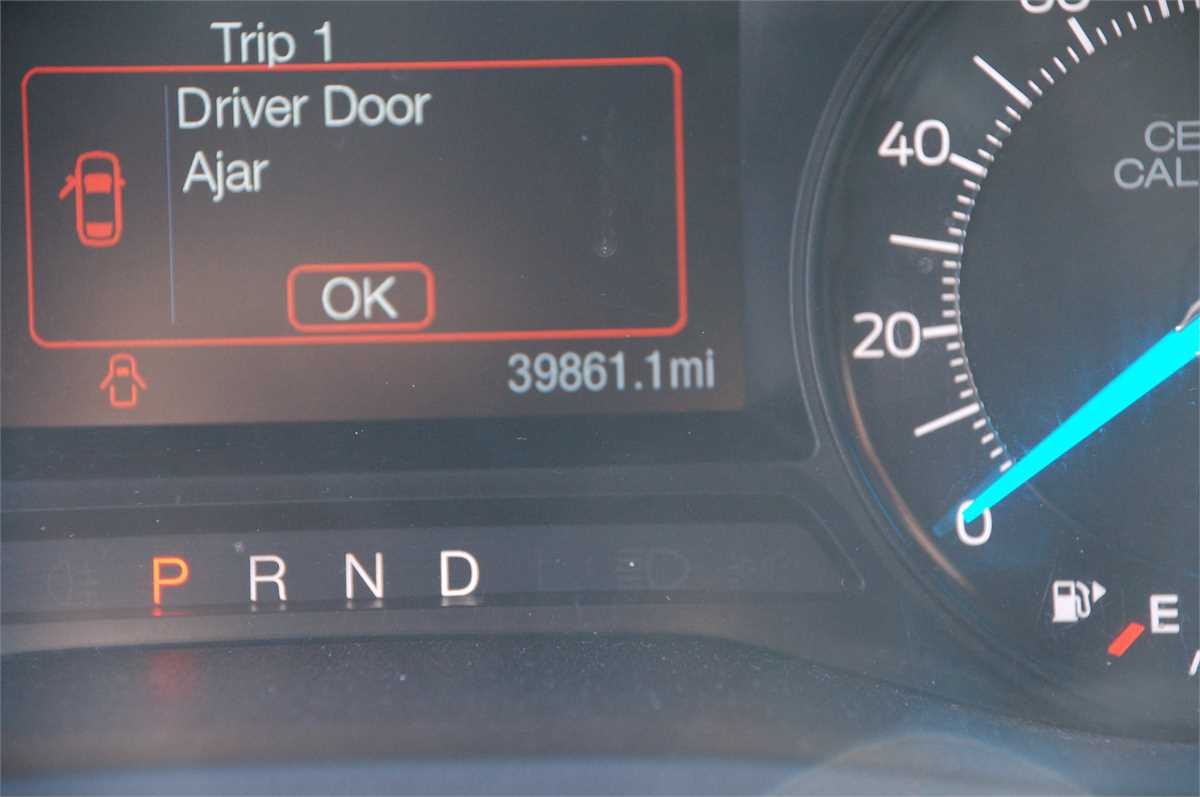 Trip 1
Driver Door
Ajar
OK
39861.1mi
P R N D
40
20
0
E